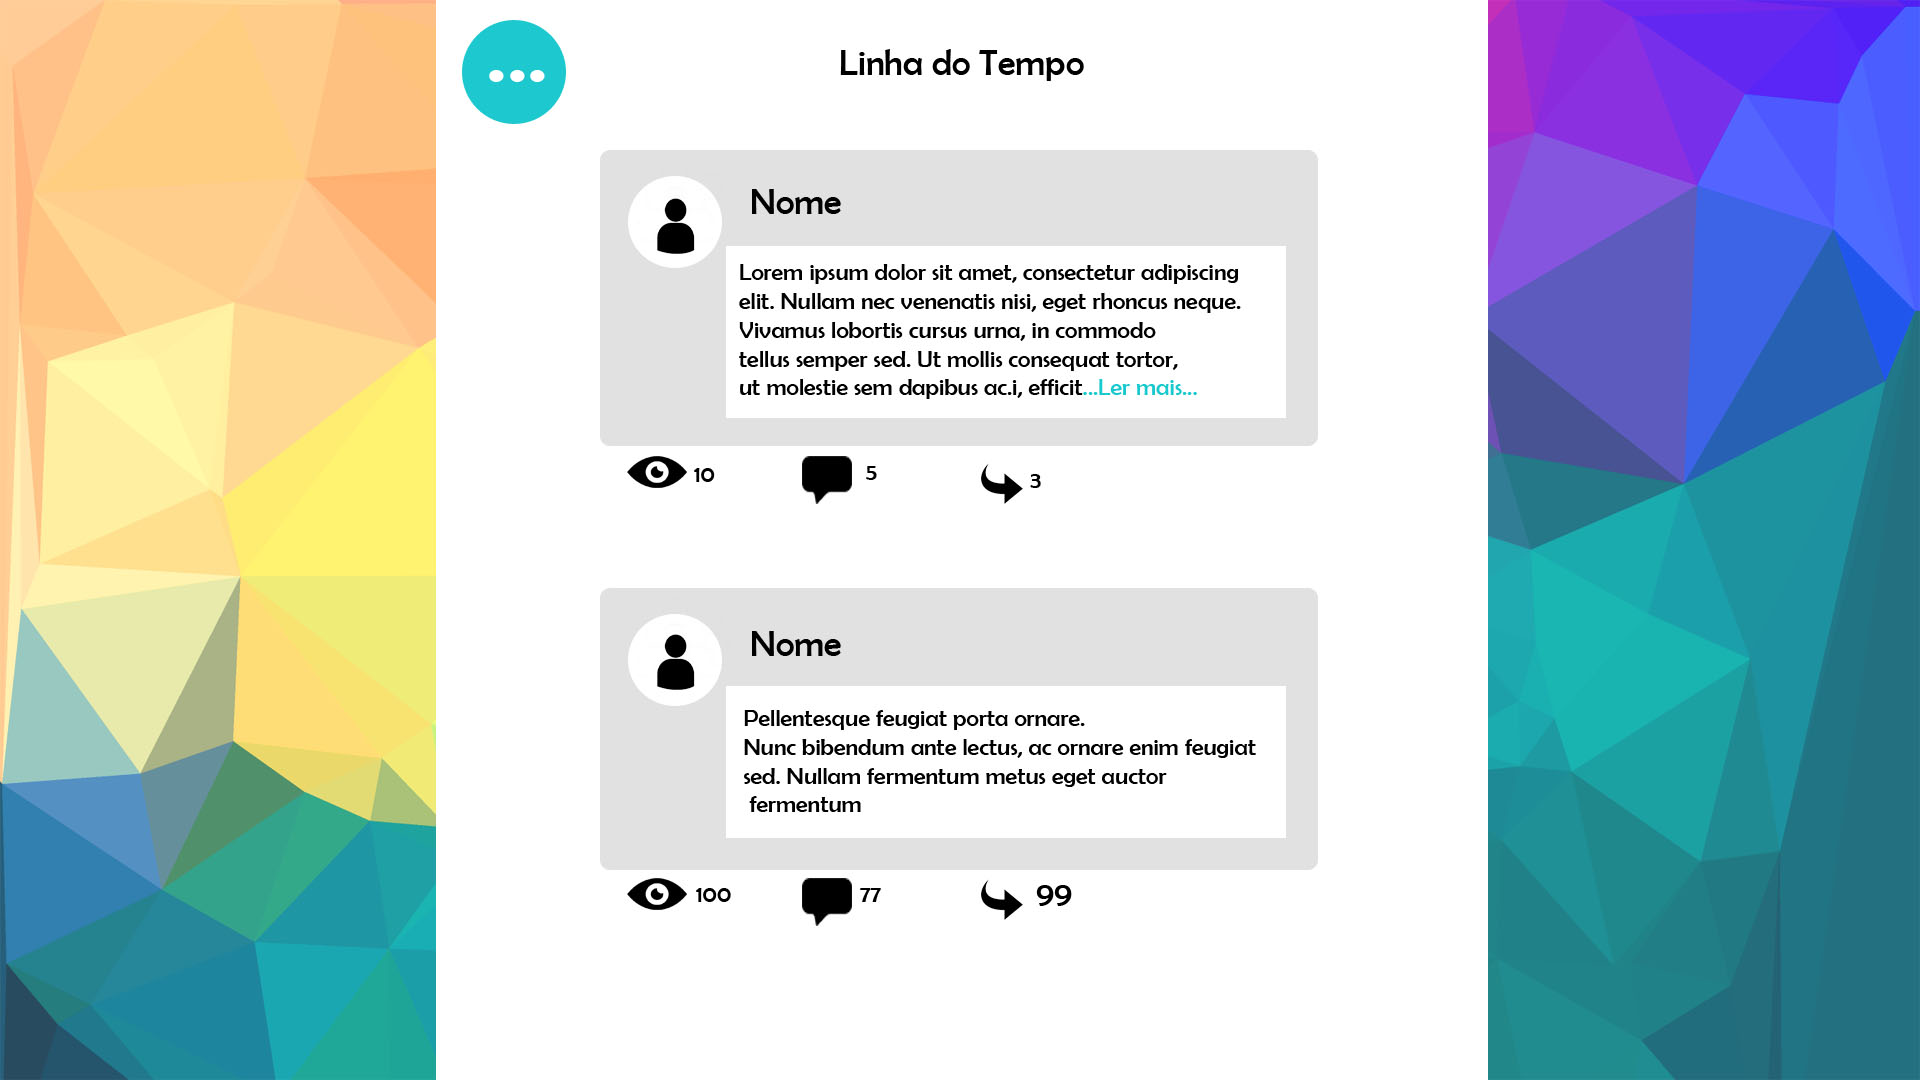 Linha do Tempo
Nome
Lorem ipsum dolor sit amet, consectetur adipiscing
elit. Nullam nec venenatis nisi, eget rhoncus neque.
Vivamus lobortis cursus urna, in commodo
tellus semper sed. Ut mollis consequat tortor,
ut molestie sem dapibus ac.i, efficit...Ler mais...
10 5 3
Nome
Pellentesque feugiat porta ornare.
Nunc bibendum ante lectus, ac ornare enim feugiat
sed. Nullam fermentum metus eget auctor
fermentum
100 77 99